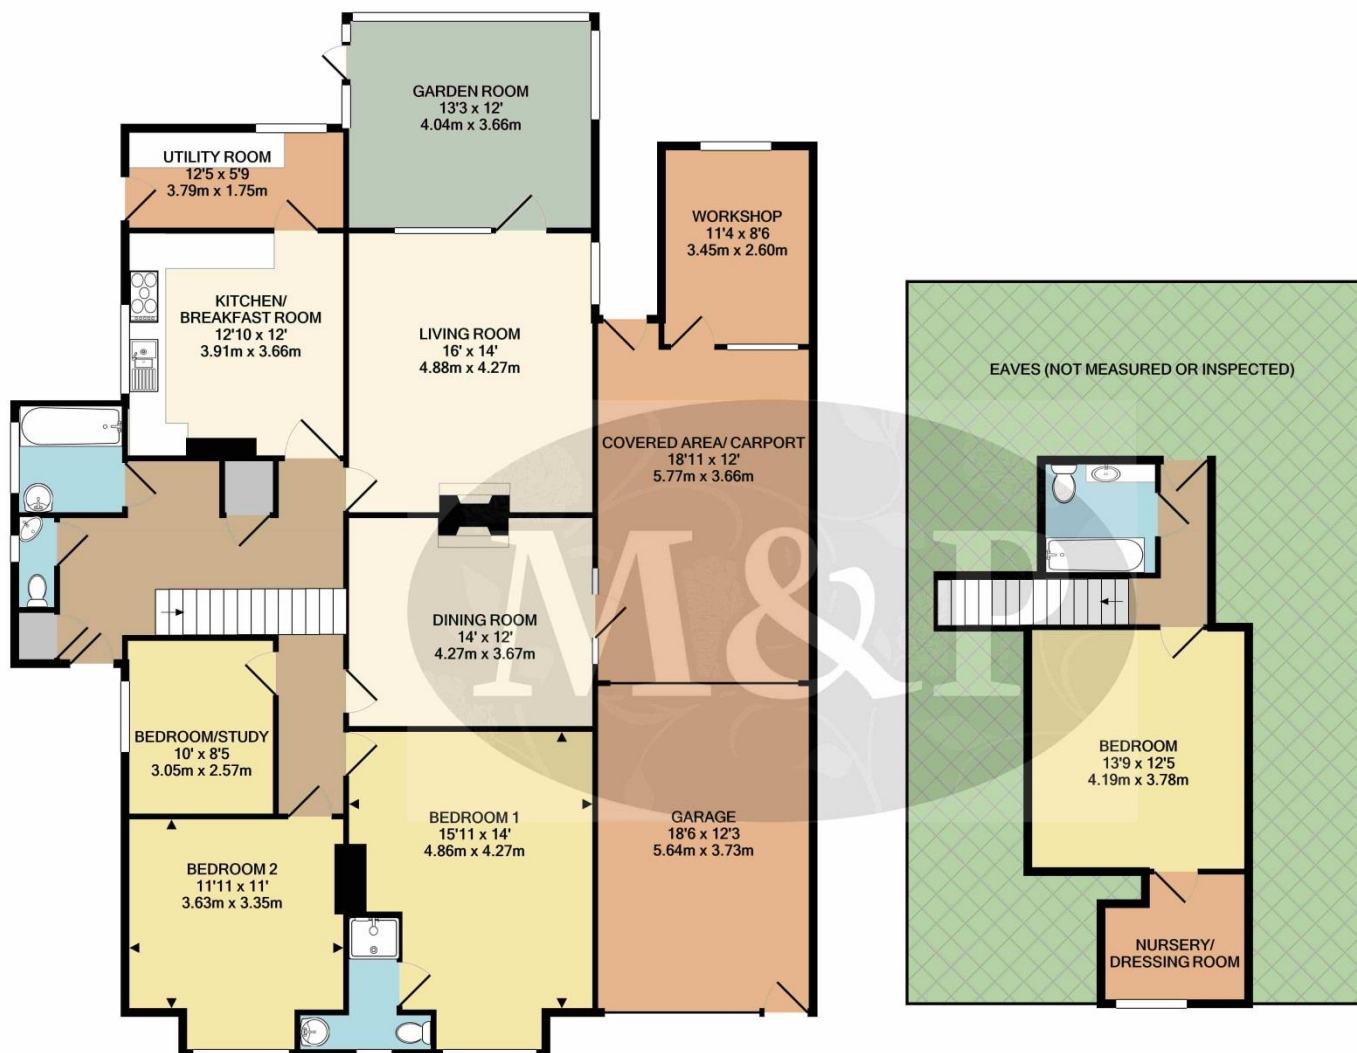 GARDEN ROOM
13'3 x 12'
4.04m x 3.66m
UTILITY ROOM
12'5 x 5'9
3.79m x 1.75m
WORKSHOP
11'4 x 8'6
3.45m x 2.60m
KITCHEN/
BREAKFAST ROOM
12'10 x 12'
3.91m x 3.66m
LIVING ROOM
16' x 14'
4.88m x 4.27m
EAVES (NOT MEASURED OR INSPECTED)
COVERED AREA/ CARPORT
18'11 x 12'
5.77m x 3.66m
M&P
DINING ROOM
14' x 12'
4.27m x 3.67m
BEDROOM/STUDY
10' x 8'5
3.05m x 2.57m
BEDROOM
13'9 x 12'5
4.19m x 3.78m
BEDROOM 1
15'11 x 14'
4.86m x 4.27m
GARAGE
18'6 x 12'3
5.64m x 3.73m
BEDROOM 2
11'11 x 11'
3.63m x 3.35m
NURSERY/
DRESSING ROOM